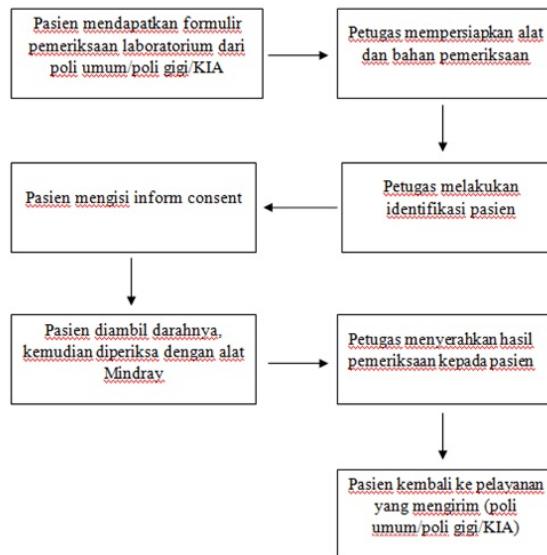 Pasien mendapatkan formulir
pemeriksaan laboratorium dari
poli umum/poli gigi/KIA
Petugas mempersiapkan alat
dan bahan pemeriksaan
Petugas melakukan
identifikasi pasien
Pasien mengisi inform consent
Pasien diambil darahnya,
kemudian diperiksa dengan alat
Mindray
Petugas menyerahkan hasil
pemeriksaan kepada pasien
Pasien kembali ke pelayanan
yang mengirim (poli
umum/poli gigi/KIA)